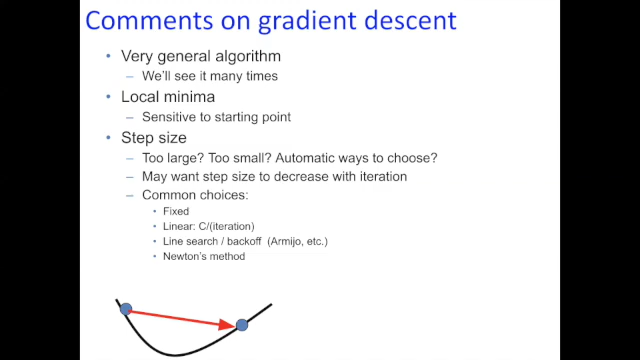 Comments on gradient descent
• Very general algorithm
– We'll see it many times
• Local minima
– Sensitive to starting point
• Step size
– Too large? Too small? Automatic ways to choose?
– May want step size to decrease with iteration
– Common choices:
• Fixed
• Linear: C/(iteration)
• Line search / backoff (Armijo, etc.)
• Newton's method